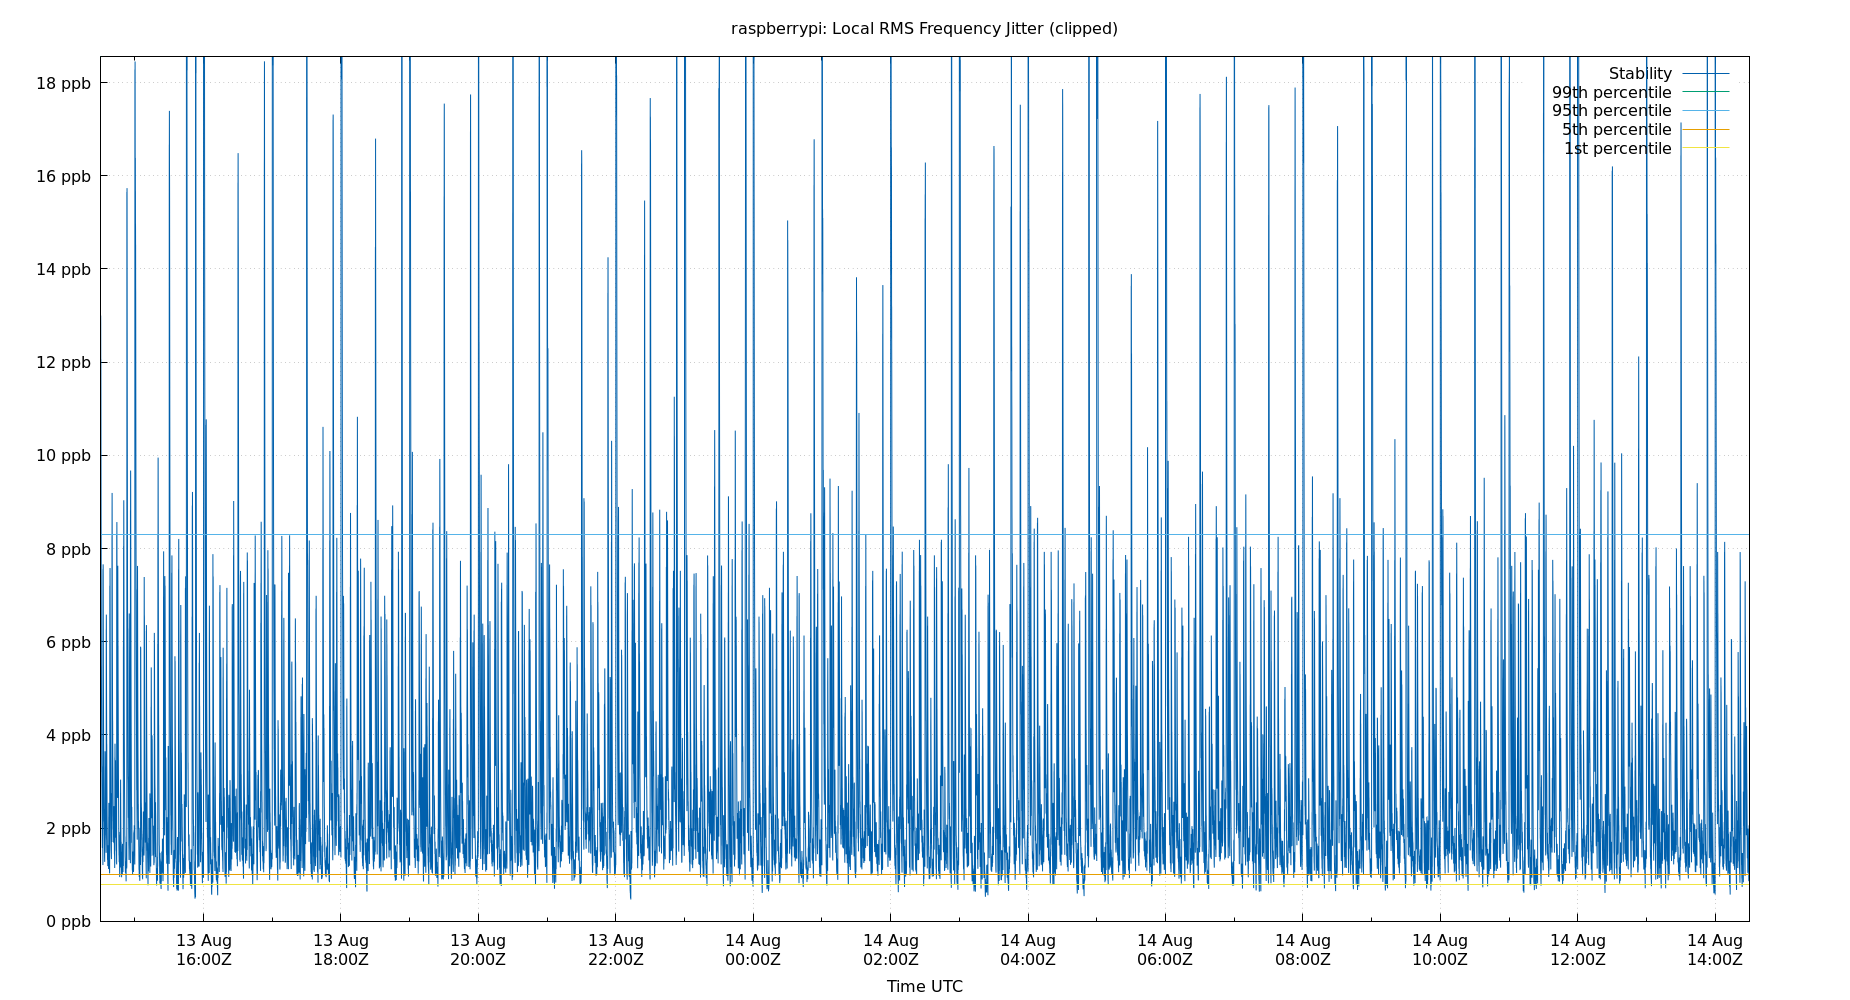 raspberrypi: Local RMS Frequency Jitter (clipped)
18 ppb
16 ppb
14 ppb
12 ppb
10 ppb
8 ppb
6 ppb
4 ppb
2 ppb
0 ppb
Stability
99th percentile
95th percentile
5th percentile
1st percentile
13 Aug 13 Aug 13 Aug 13 Aug 14 Aug 14 Aug 14 Aug 14 Aug 14 Aug 14 Aug 14 Aug 14 Aug
16:00Z 18:00Z 20:00Z 22:00Z 00:00Z 02:00Z 04:00Z 06:00Z 08:00Z 10:00Z 12:00Z 14:00Z
Time UTC